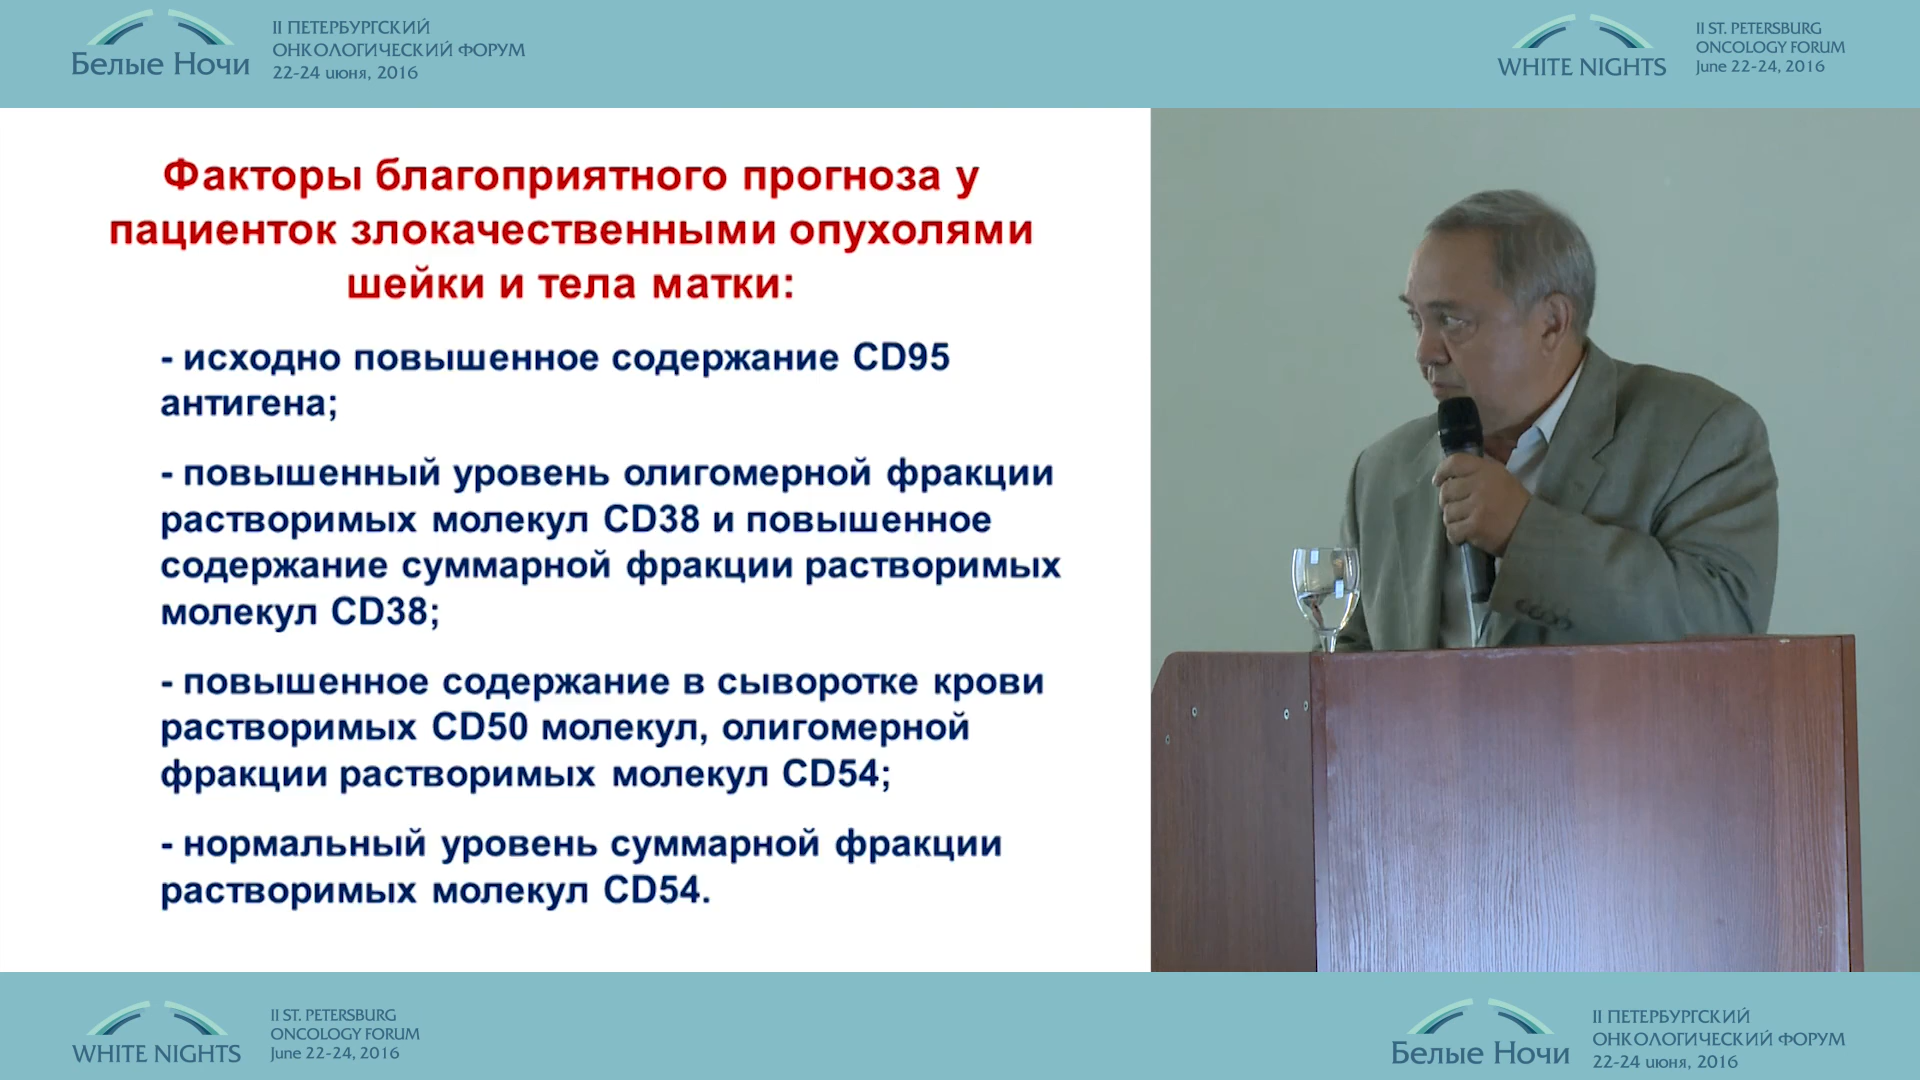 Белые Ночи
II ПЕТЕРБУРГСКИЙ
ОНКОЛОГИЧЕСКИЙ ФОРУМ
22-24 июня, 2016
WHITE NIGHTS
II ST. PETERSBURG
ONCOLOGY FORUM
June 22-24, 2016
Факторы благоприятного прогноза у
пациенток злокачественными опухолями
шейки и тела матки:
- исходно повышенное содержание CD95
антигена;
- повышенный уровень олигомерной фракции
растворимых молекул CD38 и повышенное
содержание суммарной фракции растворимых
молекул CD38;
- повышенное содержание в сыворотке крови
растворимых CD50 молекул, олигомерной
фракции растворимых молекул CD54;
- нормальный уровень суммарной фракции
растворимых молекул CD54.
WHITE NIGHTS
II ST. PETERSBURG
ONCOLOGY FORUM
June 22-24, 2016
Белые Ночи
II ПЕТЕРБУРГСКИЙ
ОНКОЛОГИЧЕСКИЙ ФОРУМ
22-24 июня, 2016